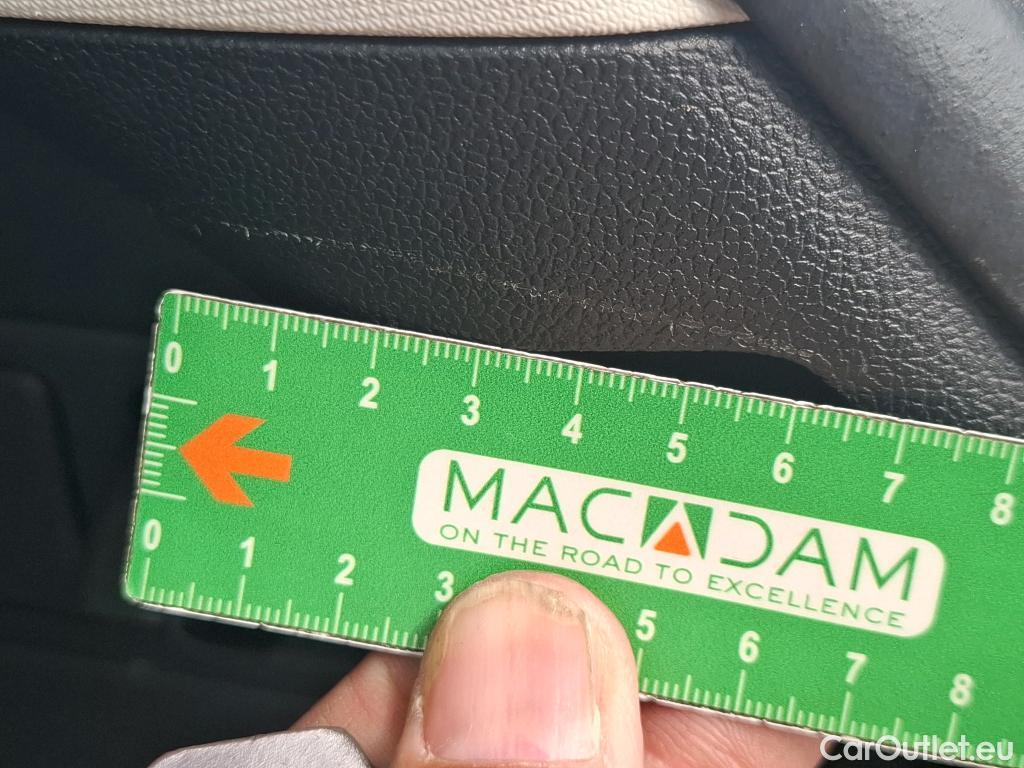 0 1 2 3 4 5 6 7 8
MACADAM
ON THE ROAD TO EXCELLENCE
0 1 2 3 5 6 7 8
CarOutlet.eu